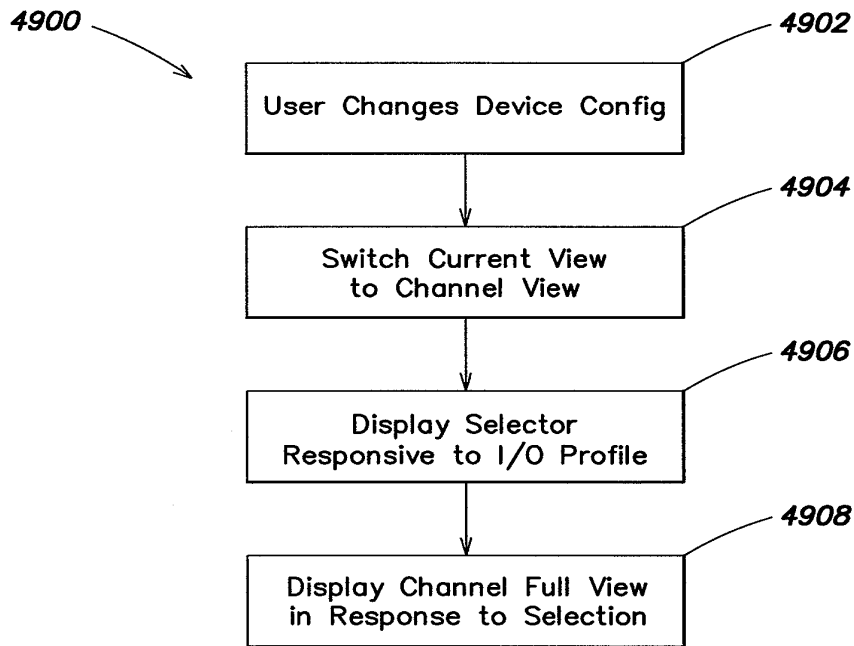 4900
4902
User Changes Device Config
4904
Switch Current View
to Channel View
4906
Display Selector
Responsive to I/O Profile
4908
Display Channel Full View
in Response to Selection